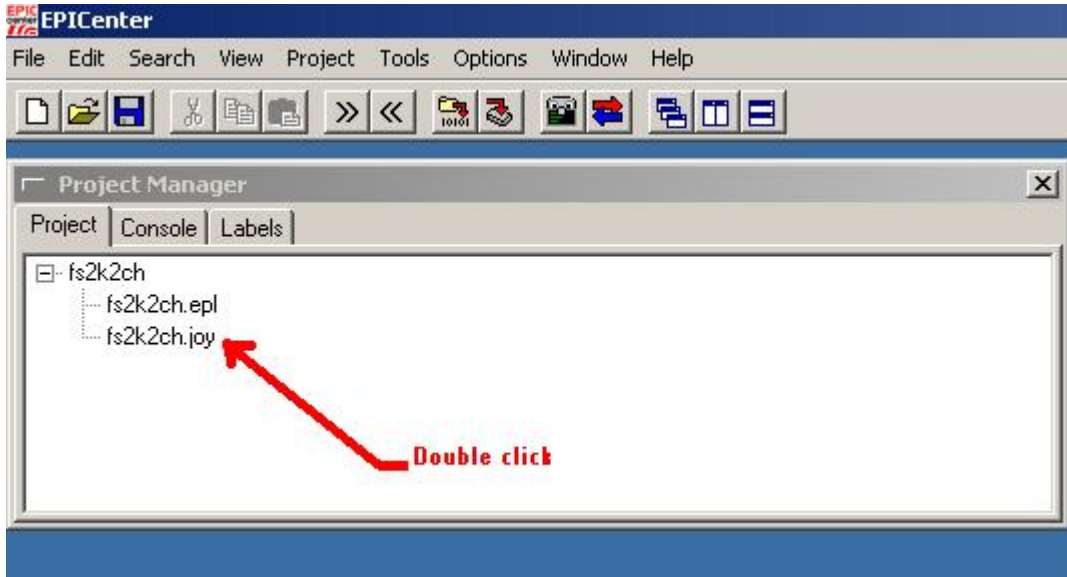 EPIC center EPICenter
File Edit Search View Project Tools Options Window Help
10101
Project Manager
Project Console Labels
fs2k2ch
fs2k2ch.epl
fs2k2ch.joy
Double click